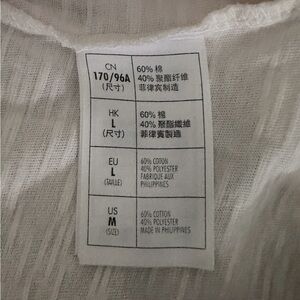 CN
170/96A
(尺寸)
60% 棉
40% 聚酯纤维
菲律宾制造
HK
L
(尺寸)
60% 棉
40% 聚酯纖維
菲律賓製造
EU
L
(TAILLE)
60% COTTON
40% POLYESTER
FABRIQUE AUX
PHILIPPINES
US
M
(SIZE)
60% COTTON
40% POLYESTER
MADE IN PHILIPPINES